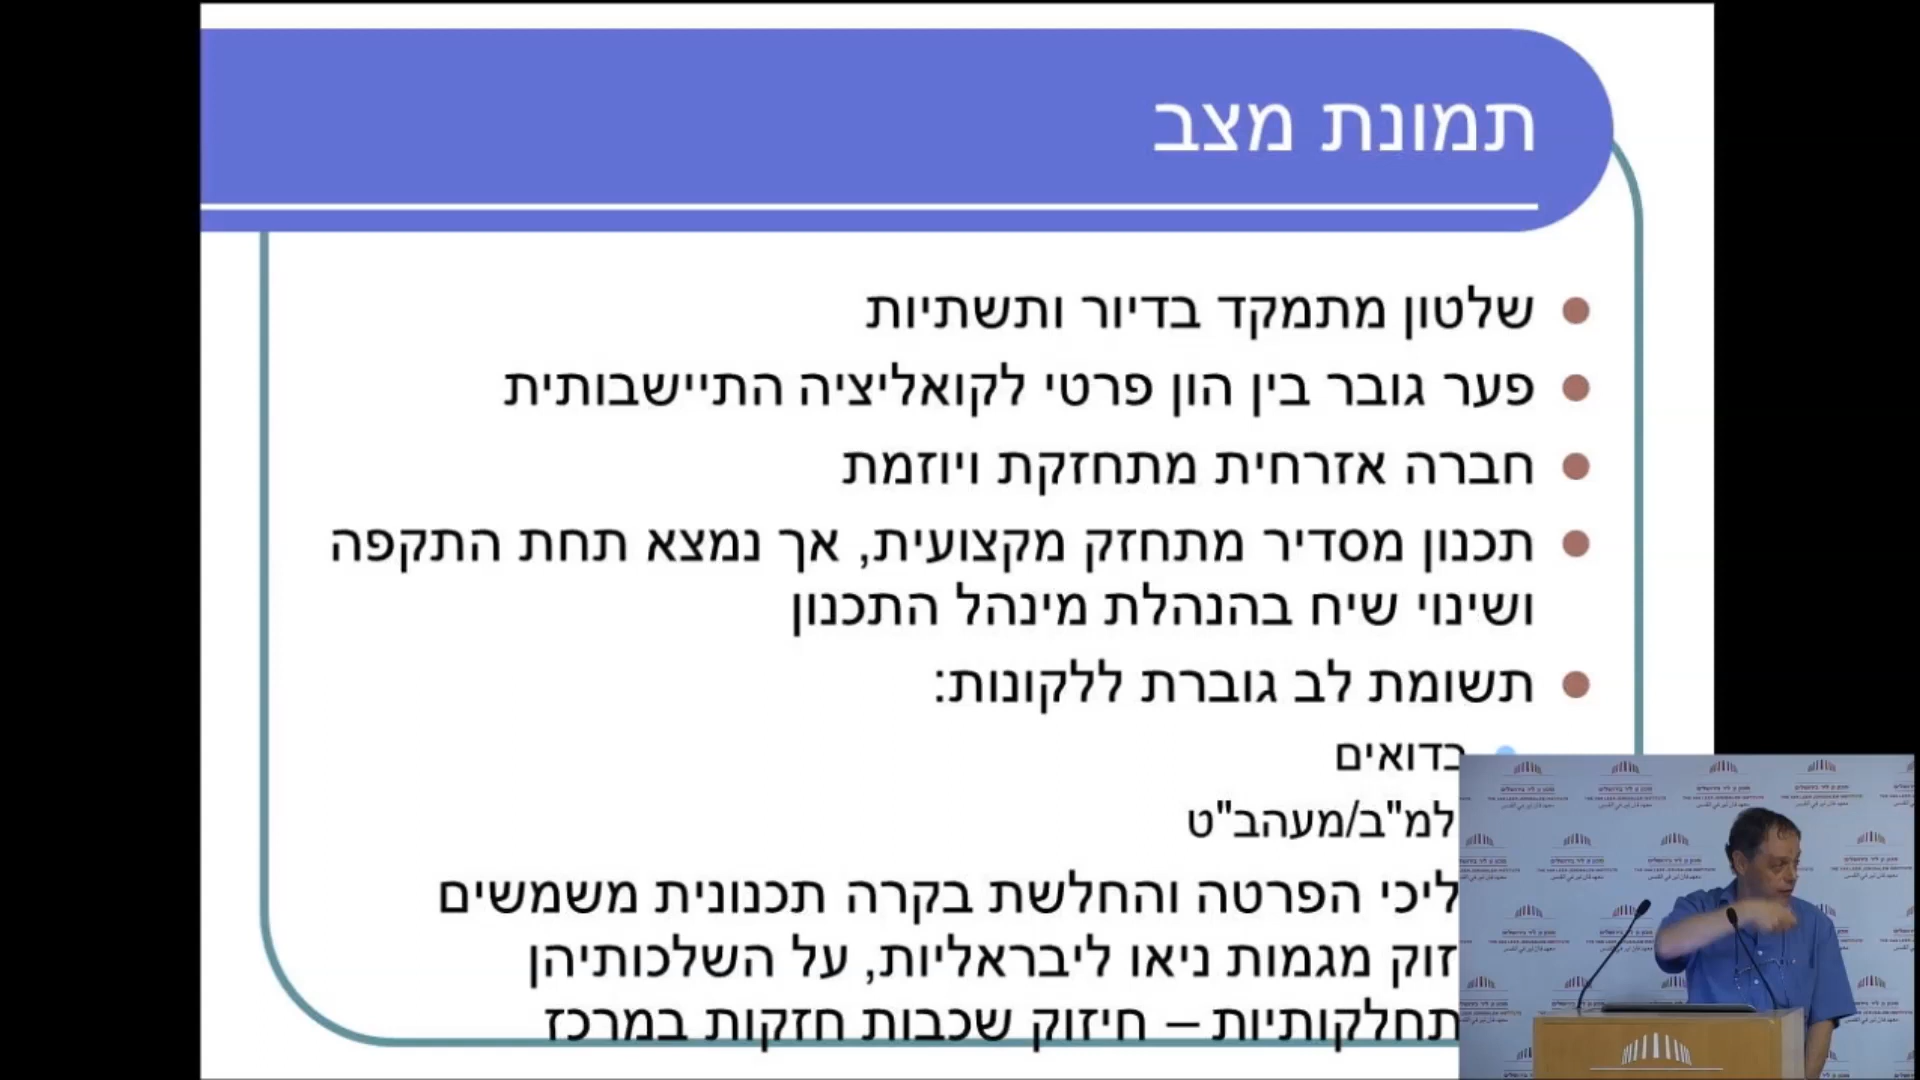 תמונת מצב
שלטון מתמקד בדיור ותשתיות
פער גובר בין הון פרטי לקואליציה התיישבותית
חברה אזרחית מתחזקת ויוזמת
תכנון מסדיר מתחזק מקצועית, אך נמצא תחת התקפה
ושינוי שיח בהנהלת מינהל התכנון
תשומת לב גוברת ללקונות:
בדואים
למ"ב/מעהב"ט
ליכי הפרטה והחלשת בקרה תכנונית משמשים
זוק מגמות ניאו ליבראליות, על השלכותיהן
תחלקותיות – חיזוק שכבות חזקות במרכז